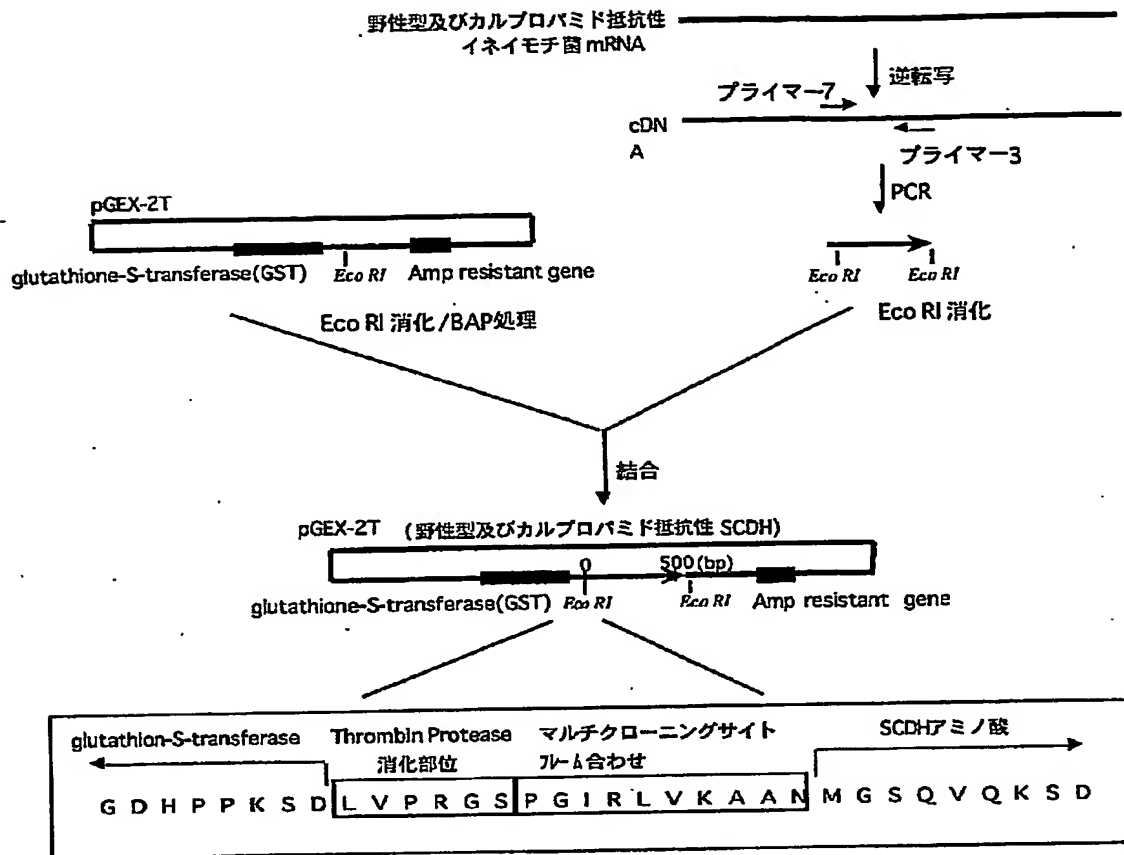 野性型及びカルプロパミド抵抗性
イネイモチ菌 mRNA
逆転写
プライマー7
cDN
A
プライマー3
PCR
pGEX-2T
glutathione-S-transferase(GST)
Eco RI
Amp resistant gene
Eco RI
Eco RI
Eco RI 消化/BAP処理
Eco RI 消化
結合
pGEX-2T (野性型及びカルプロパミド抵抗性 SCDH)
0
500 (bp)
glutathione-S-transferase(GST)
Eco RI
Eco RI
Amp resistant gene
glutathion-S-transferase
Thrombin Protease
消化部位
マルチクローニングサイト
フレーム合わせ
SCDHアミノ酸
G D H P P K S D L V P R G S P G I R L V K A A N M G S Q V Q K S D